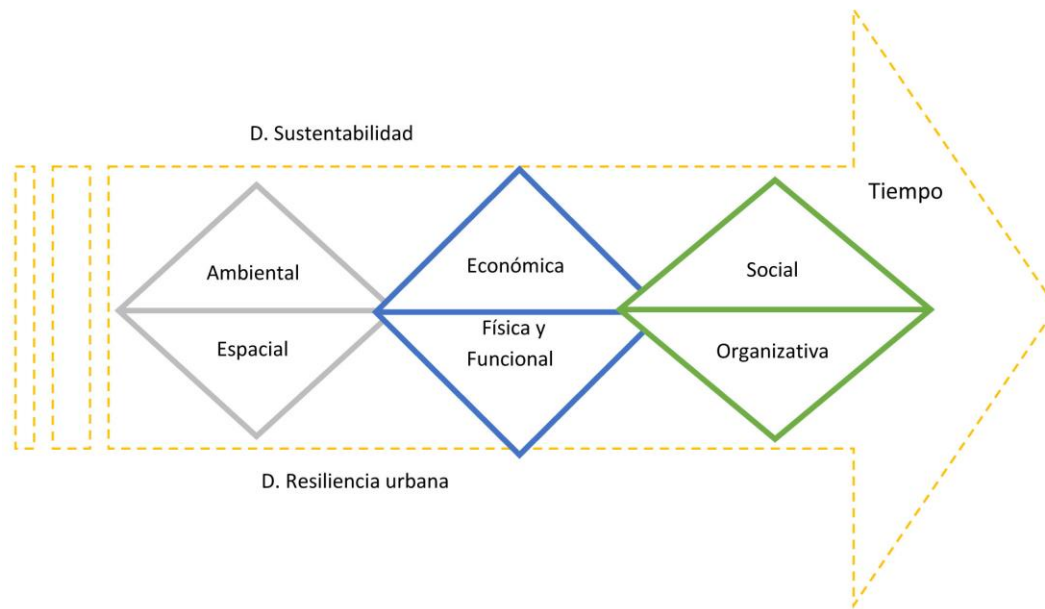 D. Sustentabilidad
Tiempo
Ambiental
Económica
Social
Espacial
Física y
Funcional
Organizativa
D. Resiliencia urbana